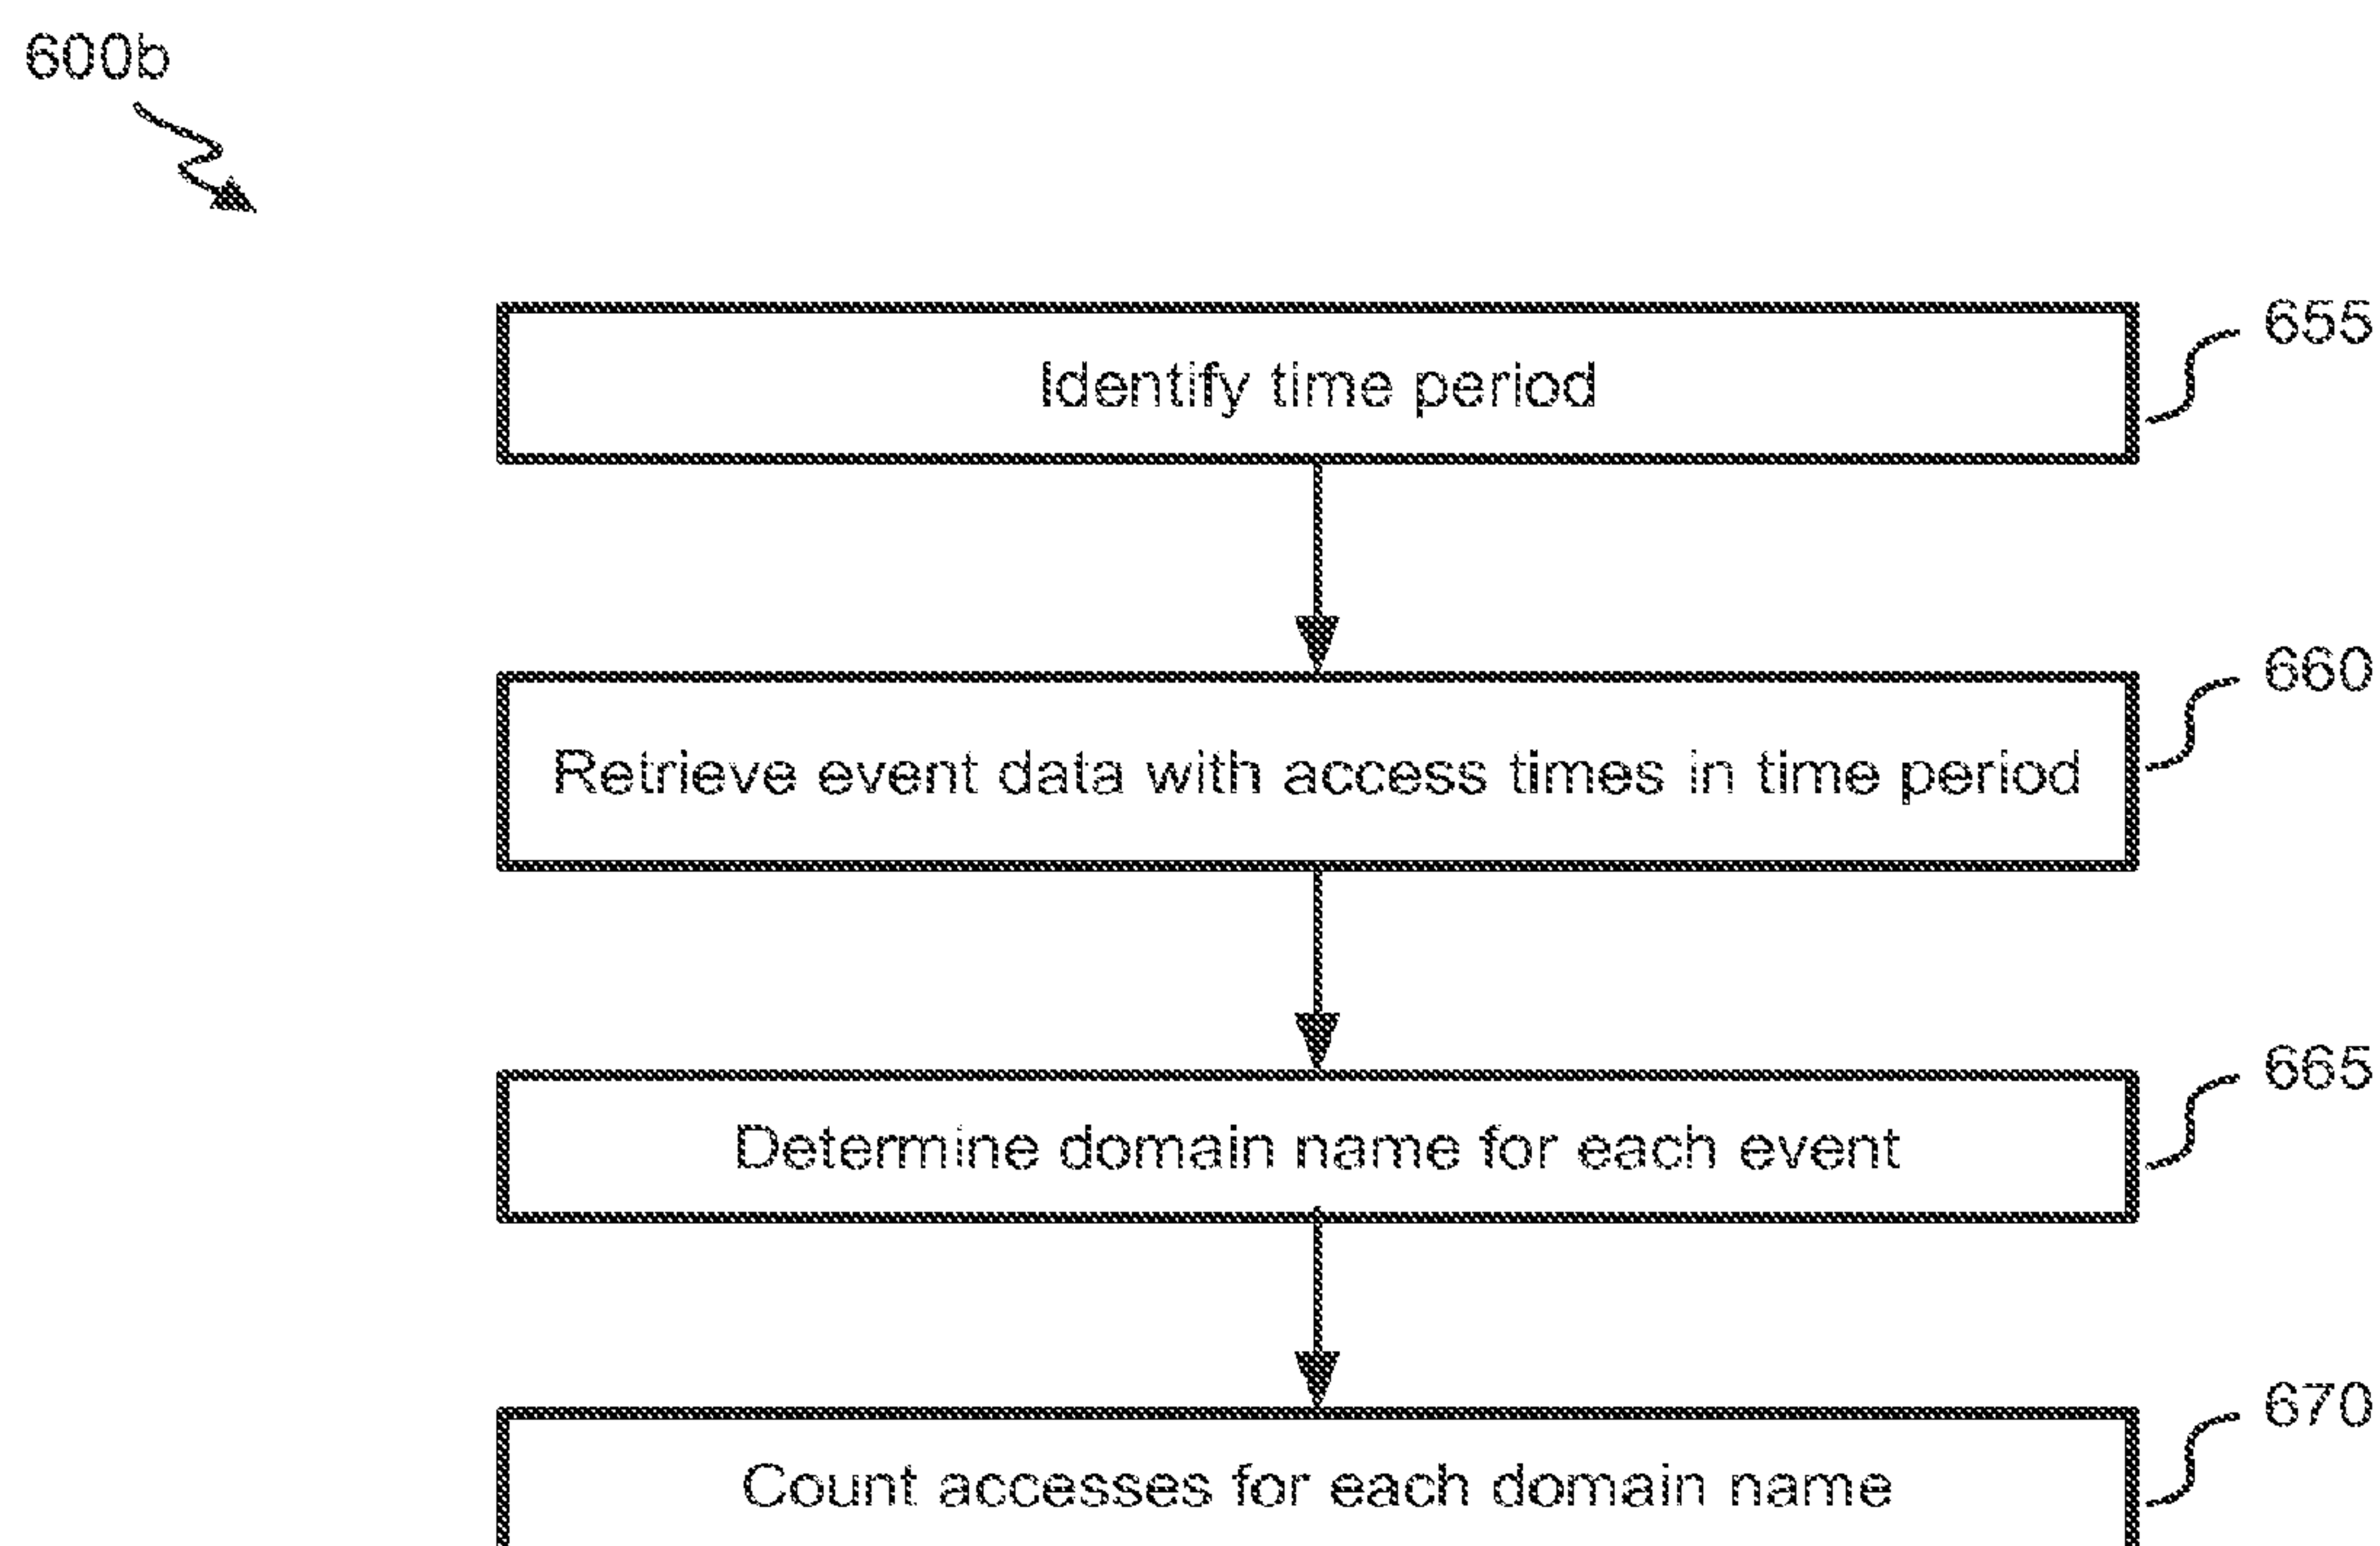 600b
Identify time period
655
Retrieve event data with access times in time period
660
Determine domain name for each event
665
Count accesses for each domain name
670